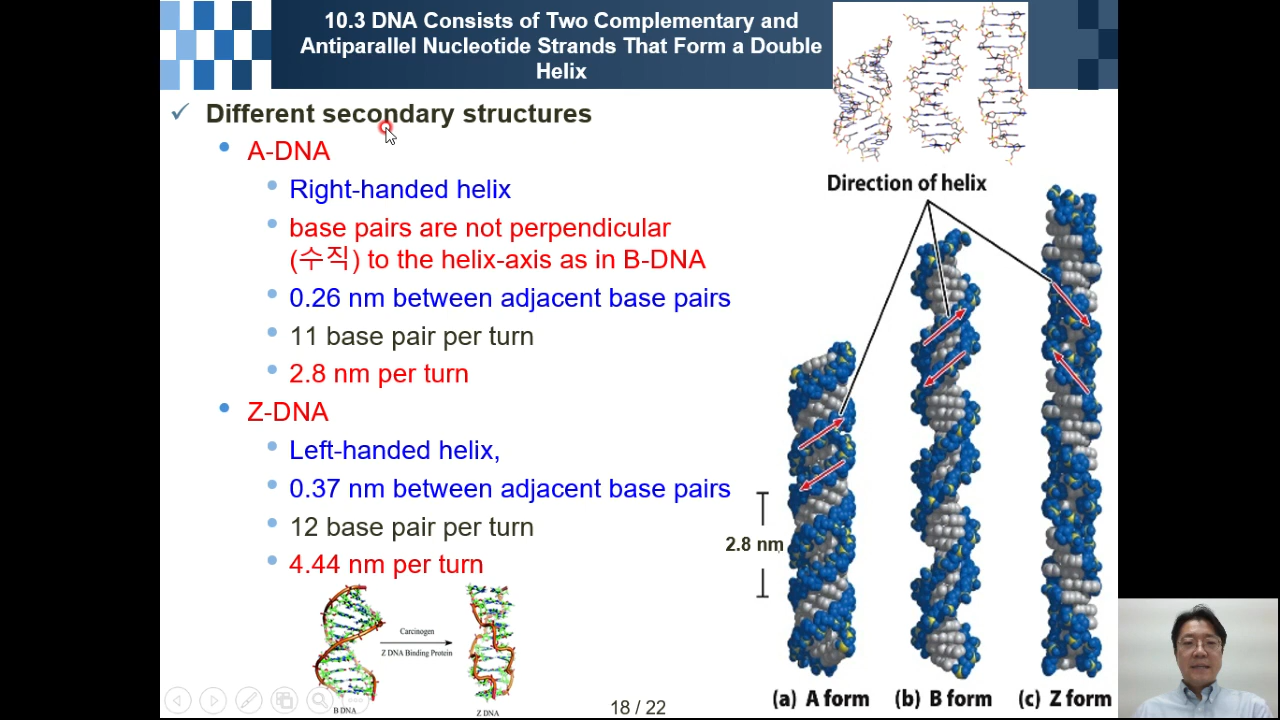 10.3 DNA Consists of Two Complementary and
Antiparallel Nucleotide Strands That Form a Double
Helix
Different secondary structures
A-DNA
Right-handed helix
base pairs are not perpendicular
(수직) to the helix-axis as in B-DNA
0.26 nm between adjacent base pairs
11 base pair per turn
2.8 nm per turn
Z-DNA
Left-handed helix,
0.37 nm between adjacent base pairs
12 base pair per turn
4.44 nm per turn
Carcinogen
Z DNA Binding Protein
B DNA
Z DNA
Direction of helix
2.8 nm
(a) A form
(b) B form
(c) Z form
18 / 22